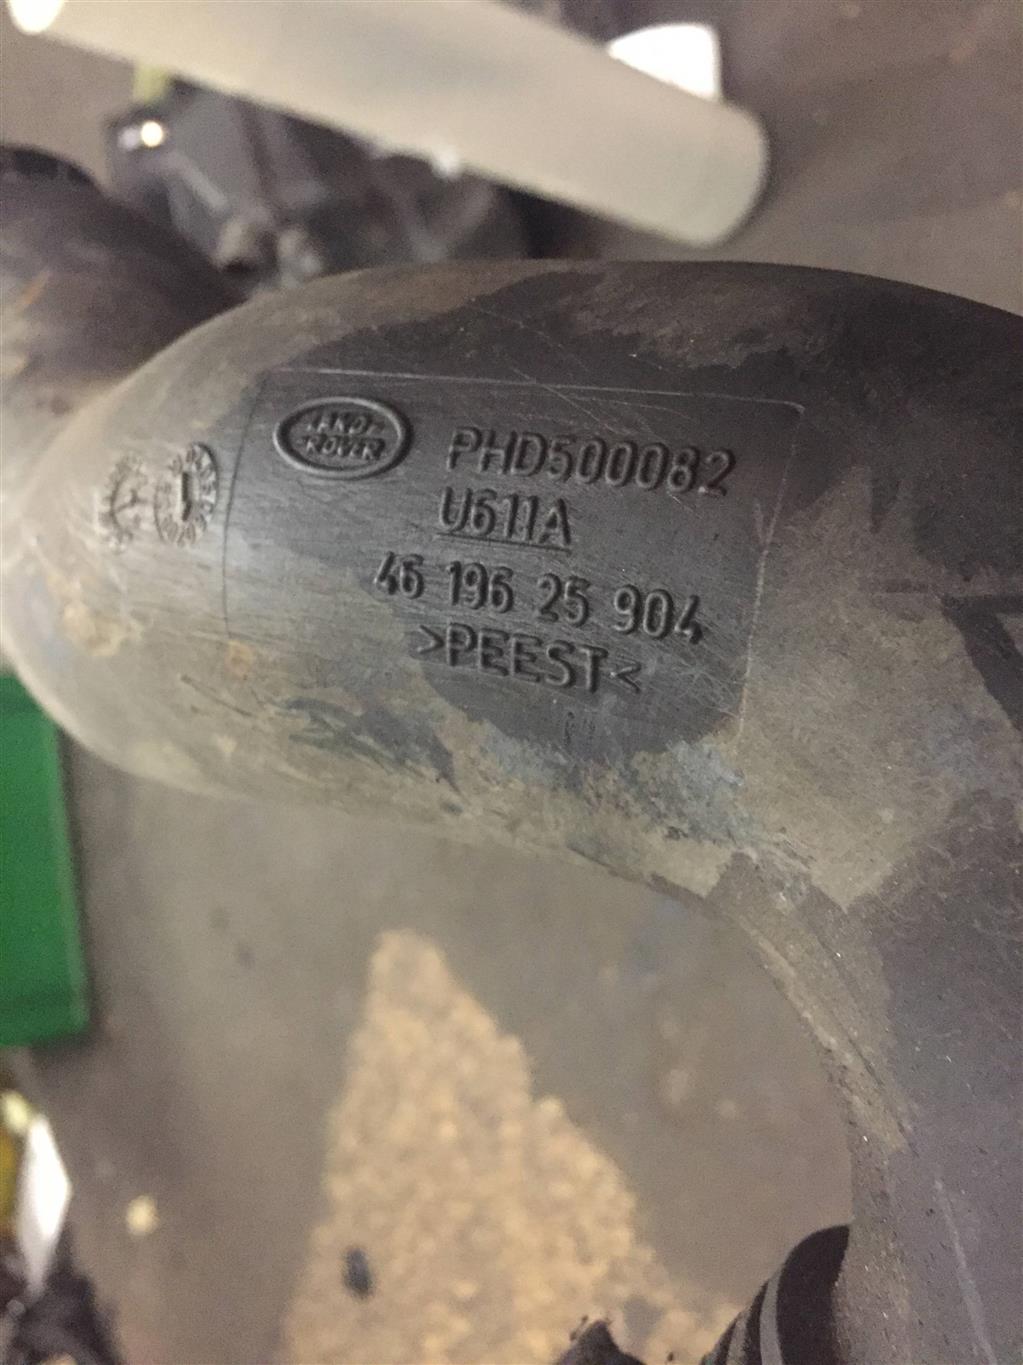 LAND-
ROVER
PHD500082
U611A
46 196 25 904
>PEEST<